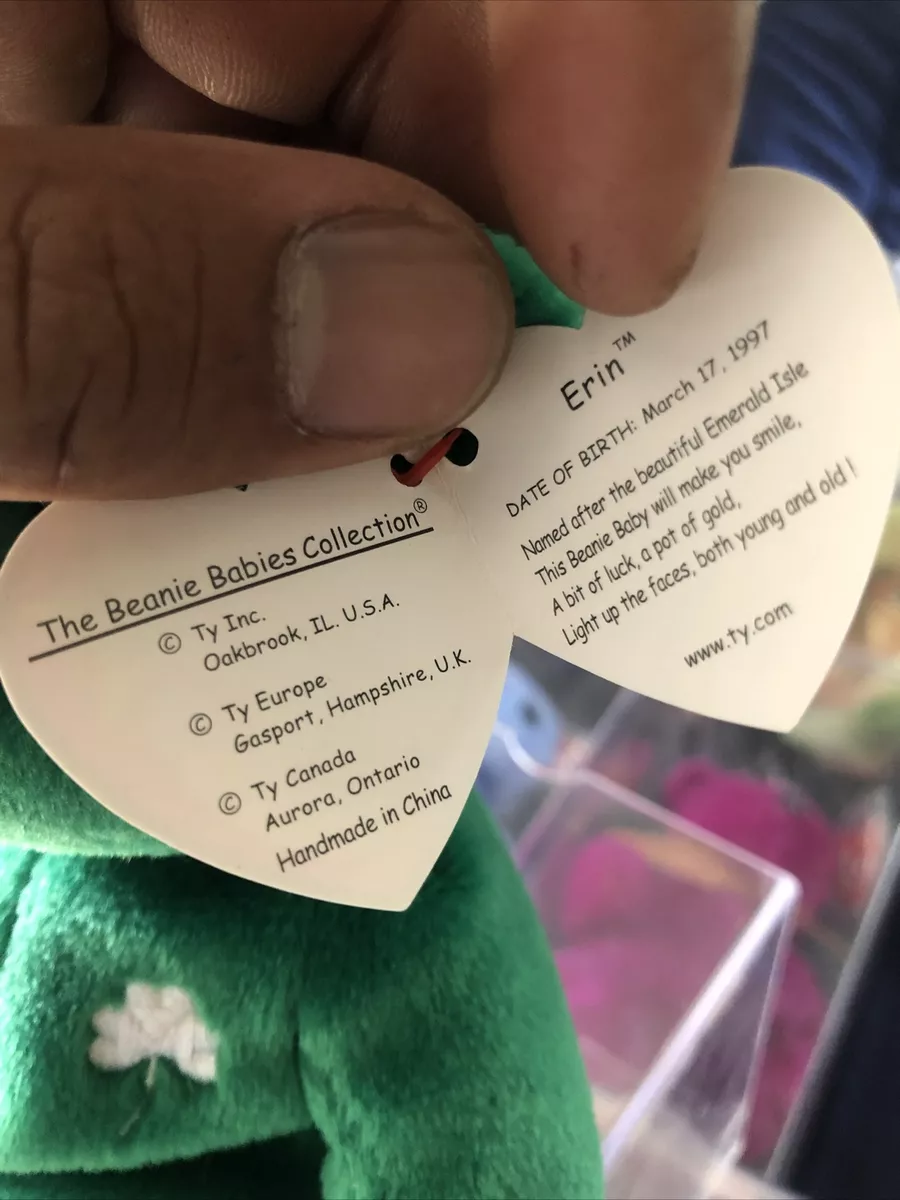 The Beanie Babies Collection®
© Ty Inc.
Oakbrook, IL. U.S.A.
© Ty Europe
Gasport, Hampshire, U.K.
© Ty Canada
Aurora, Ontario
Handmade in China
Erin™
DATE OF BIRTH: March 17, 1997
Named after the beautiful Emerald Isle
This Beanie Baby will make you smile,
A bit of luck, a pot of gold,
Light up the faces, both young and old !
www.ty.com